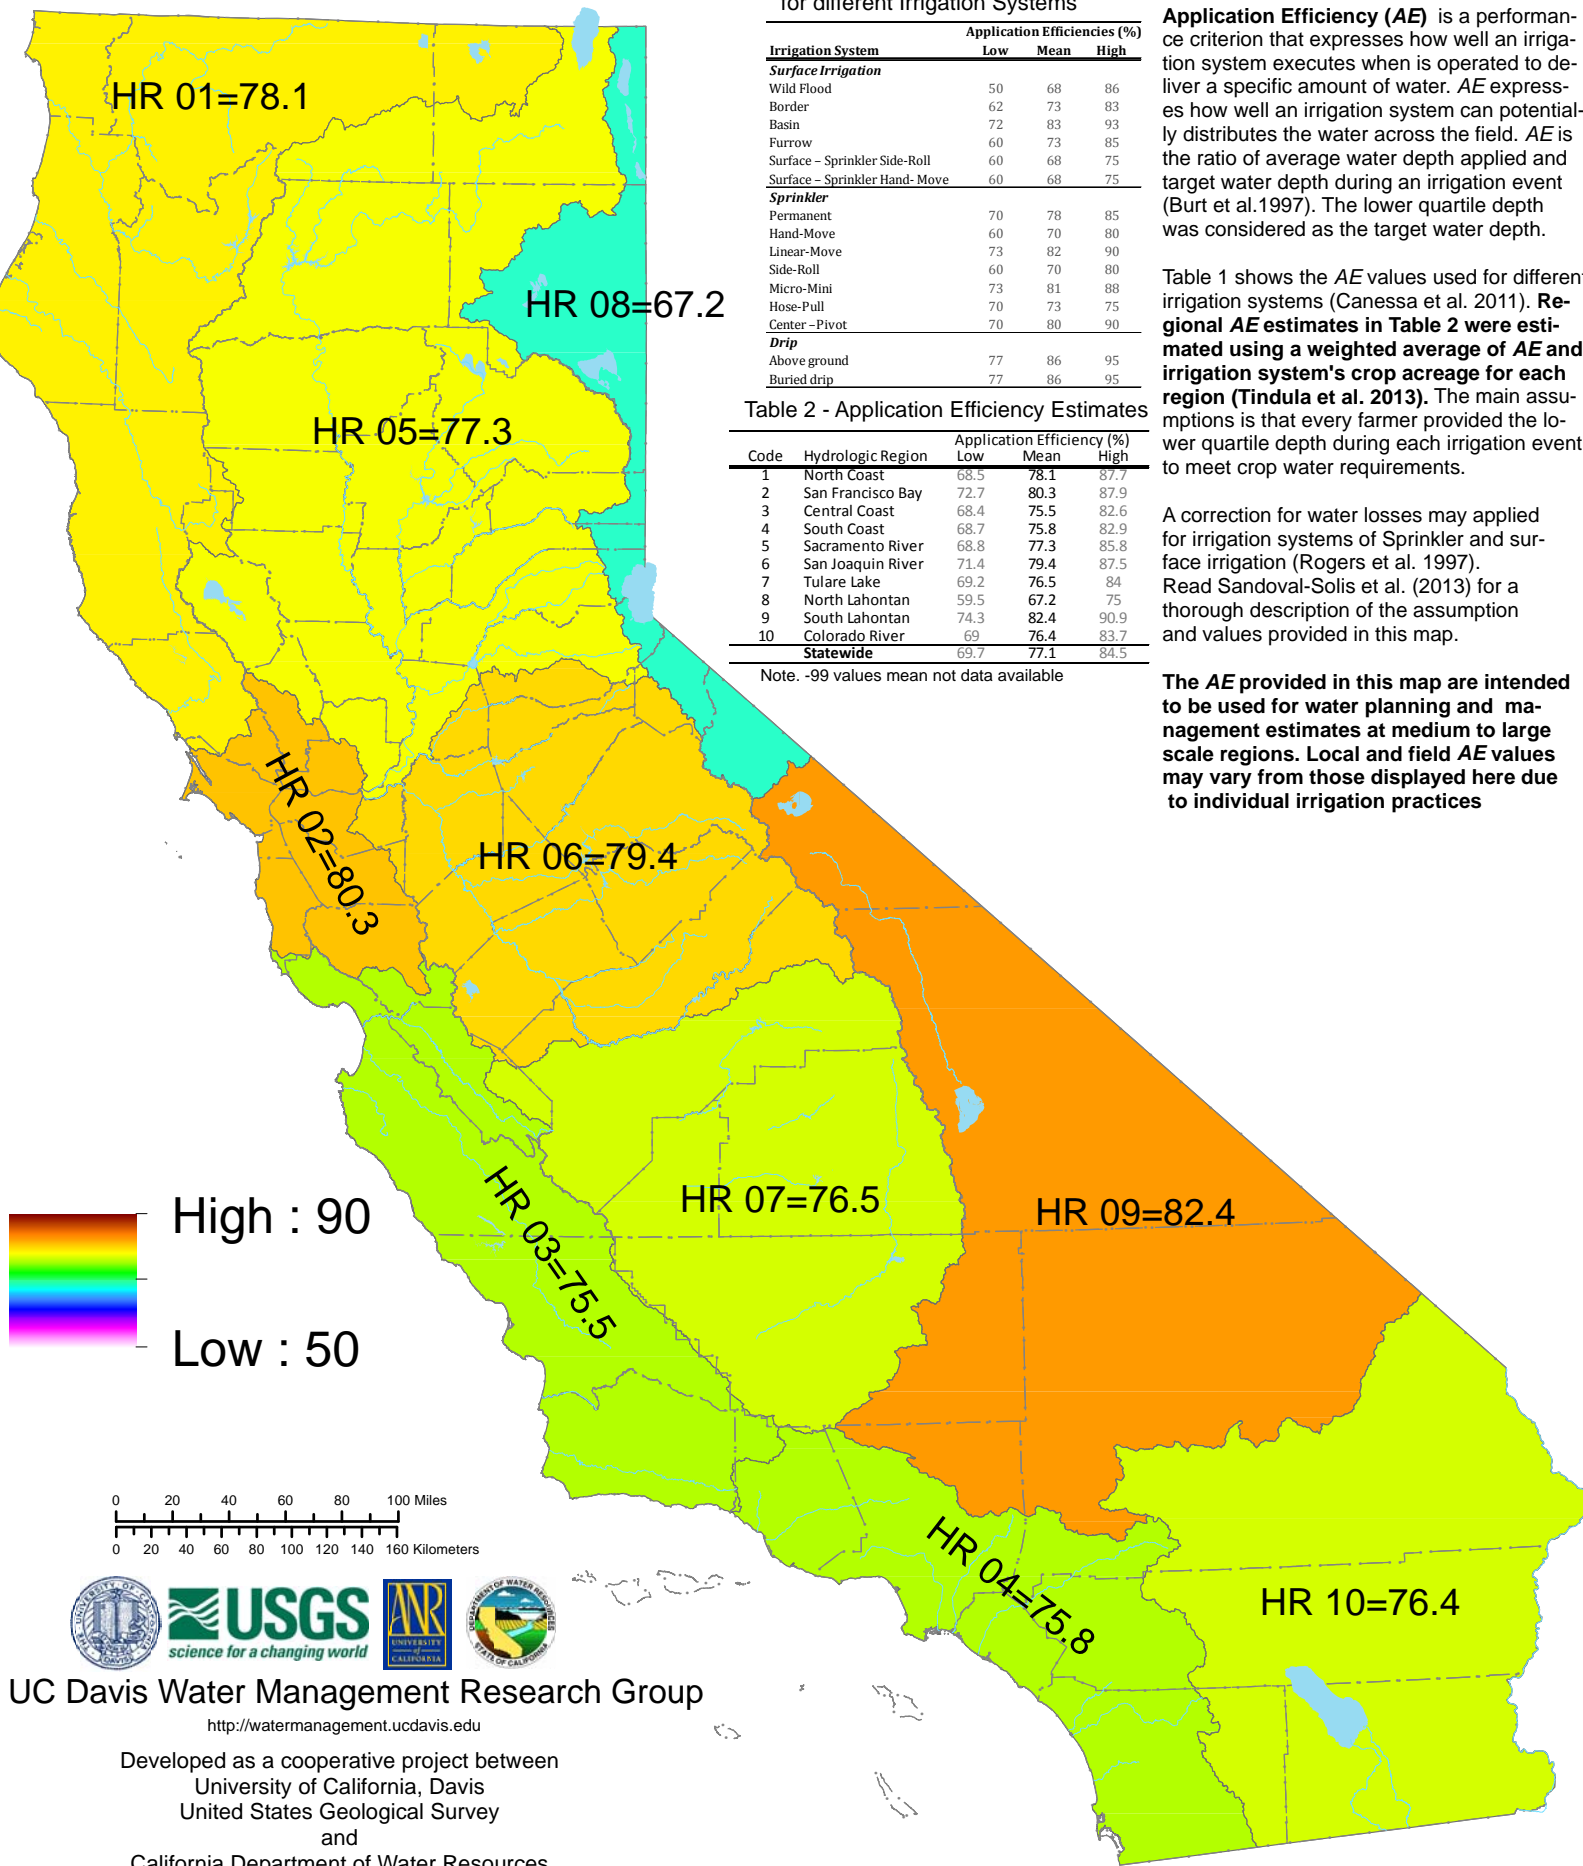 for different Irrigation Systems
Application Efficiencies (%)
Irrigation System Low Mean High
Surface Irrigation
Wild Flood 50 68 86
Border 62 73 83
Basin 72 83 93
Furrow 60 73 85
Surface – Sprinkler Side-Roll 60 68 75
Surface – Sprinkler Hand- Move 60 68 75
Sprinkler
Permanent 70 78 85
Hand-Move 60 70 80
Linear-Move 73 82 90
Side-Roll 60 70 80
Micro-Mini 73 81 88
Hose-Pull 70 73 75
Center –Pivot 70 80 90
Drip
Above ground 77 86 95
Buried drip 77 86 95
Table 2 - Application Efficiency Estimates
Application Efficiency (%)
Code Hydrologic Region Low Mean High
1 North Coast 68.5 78.1 87.7
2 San Francisco Bay 72.7 80.3 87.9
3 Central Coast 68.4 75.5 82.6
4 South Coast 68.7 75.8 82.9
5 Sacramento River 68.8 77.3 85.8
6 San Joaquin River 71.4 79.4 87.5
7 Tulare Lake 69.2 76.5 84
8 North Lahontan 59.5 67.2 75
9 South Lahontan 74.3 82.4 90.9
10 Colorado River 69 76.4 83.7
Statewide 69.7 77.1 84.5
Note. -99 values mean not data available
Application Efficiency (AE) is a performan-
ce criterion that expresses how well an irriga-
tion system executes when is operated to de-
liver a specific amount of water. AE express-
es how well an irrigation system can potential-
ly distributes the water across the field. AE is
the ratio of average water depth applied and
target water depth during an irrigation event
(Burt et al.1997). The lower quartile depth
was considered as the target water depth.
Table 1 shows the AE values used for different
irrigation systems (Canessa et al. 2011). Re-
gional AE estimates in Table 2 were esti-
mated using a weighted average of AE and
irrigation system's crop acreage for each
region (Tindula et al. 2013). The main assu-
mptions is that every farmer provided the lo-
wer quartile depth during each irrigation event
to meet crop water requirements.
A correction for water losses may applied
for irrigation systems of Sprinkler and sur-
face irrigation (Rogers et al. 1997).
Read Sandoval-Solis et al. (2013) for a
thorough description of the assumption
and values provided in this map.
The AE provided in this map are intended
to be used for water planning and ma-
nagement estimates at medium to large
scale regions. Local and field AE values
may vary from those displayed here due
to individual irrigation practices
HR 01=78.1
HR 08=67.2
HR 05=77.3
HR 02=80.3
HR 06=79.4
HR 07=76.5
HR 03=75.5
HR 09=82.4
HR 04=75.8
HR 10=76.4
High : 90
Low : 50
0 20 40 60 80 100 Miles
0 20 40 60 80 100 120 140 160 Kilometers
THE UNIVERSITY OF CALIFORNIA
DAVIS
USGS
science for a changing world
ANR
UNIVERSITY
of
CALIFORNIA
DEPARTMENT OF WATER RESOURCES
STATE OF CALIFORNIA
UC Davis Water Management Research Group
http://watermanagement.ucdavis.edu
Developed as a cooperative project between
University of California, Davis
United States Geological Survey
and
California Department of Water Resources